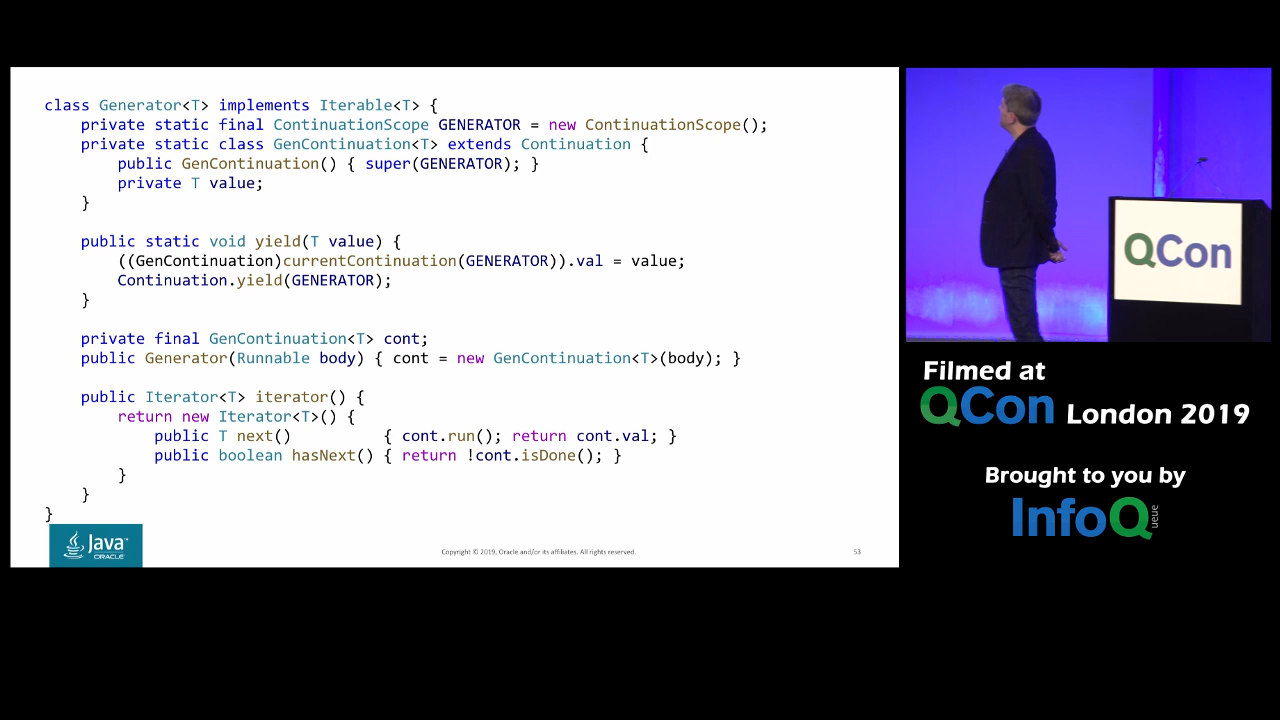 class Generator<T> implements Iterable<T> {
    private static final ContinuationScope GENERATOR = new ContinuationScope();
    private static class GenContinuation<T> extends Continuation {
        public GenContinuation() { super(GENERATOR); }
        private T value;
    }

    public static void yield(T value) {
        ((GenContinuation)currentContinuation(GENERATOR)).val = value;
        Continuation.yield(GENERATOR);
    }

    private final GenContinuation<T> cont;
    public Generator(Runnable body) { cont = new GenContinuation<T>(body); }

    public Iterator<T> iterator() {
        return new Iterator<T>() {
            public T next()          { cont.run(); return cont.val; }
            public boolean hasNext() { return !cont.isDone(); }
        }
    }
}
Java™
ORACLE
Copyright © 2019, Oracle and/or its affiliates. All rights reserved.
53
QCon
Filmed at
QCon London 2019
Brought to you by
InfoQueue